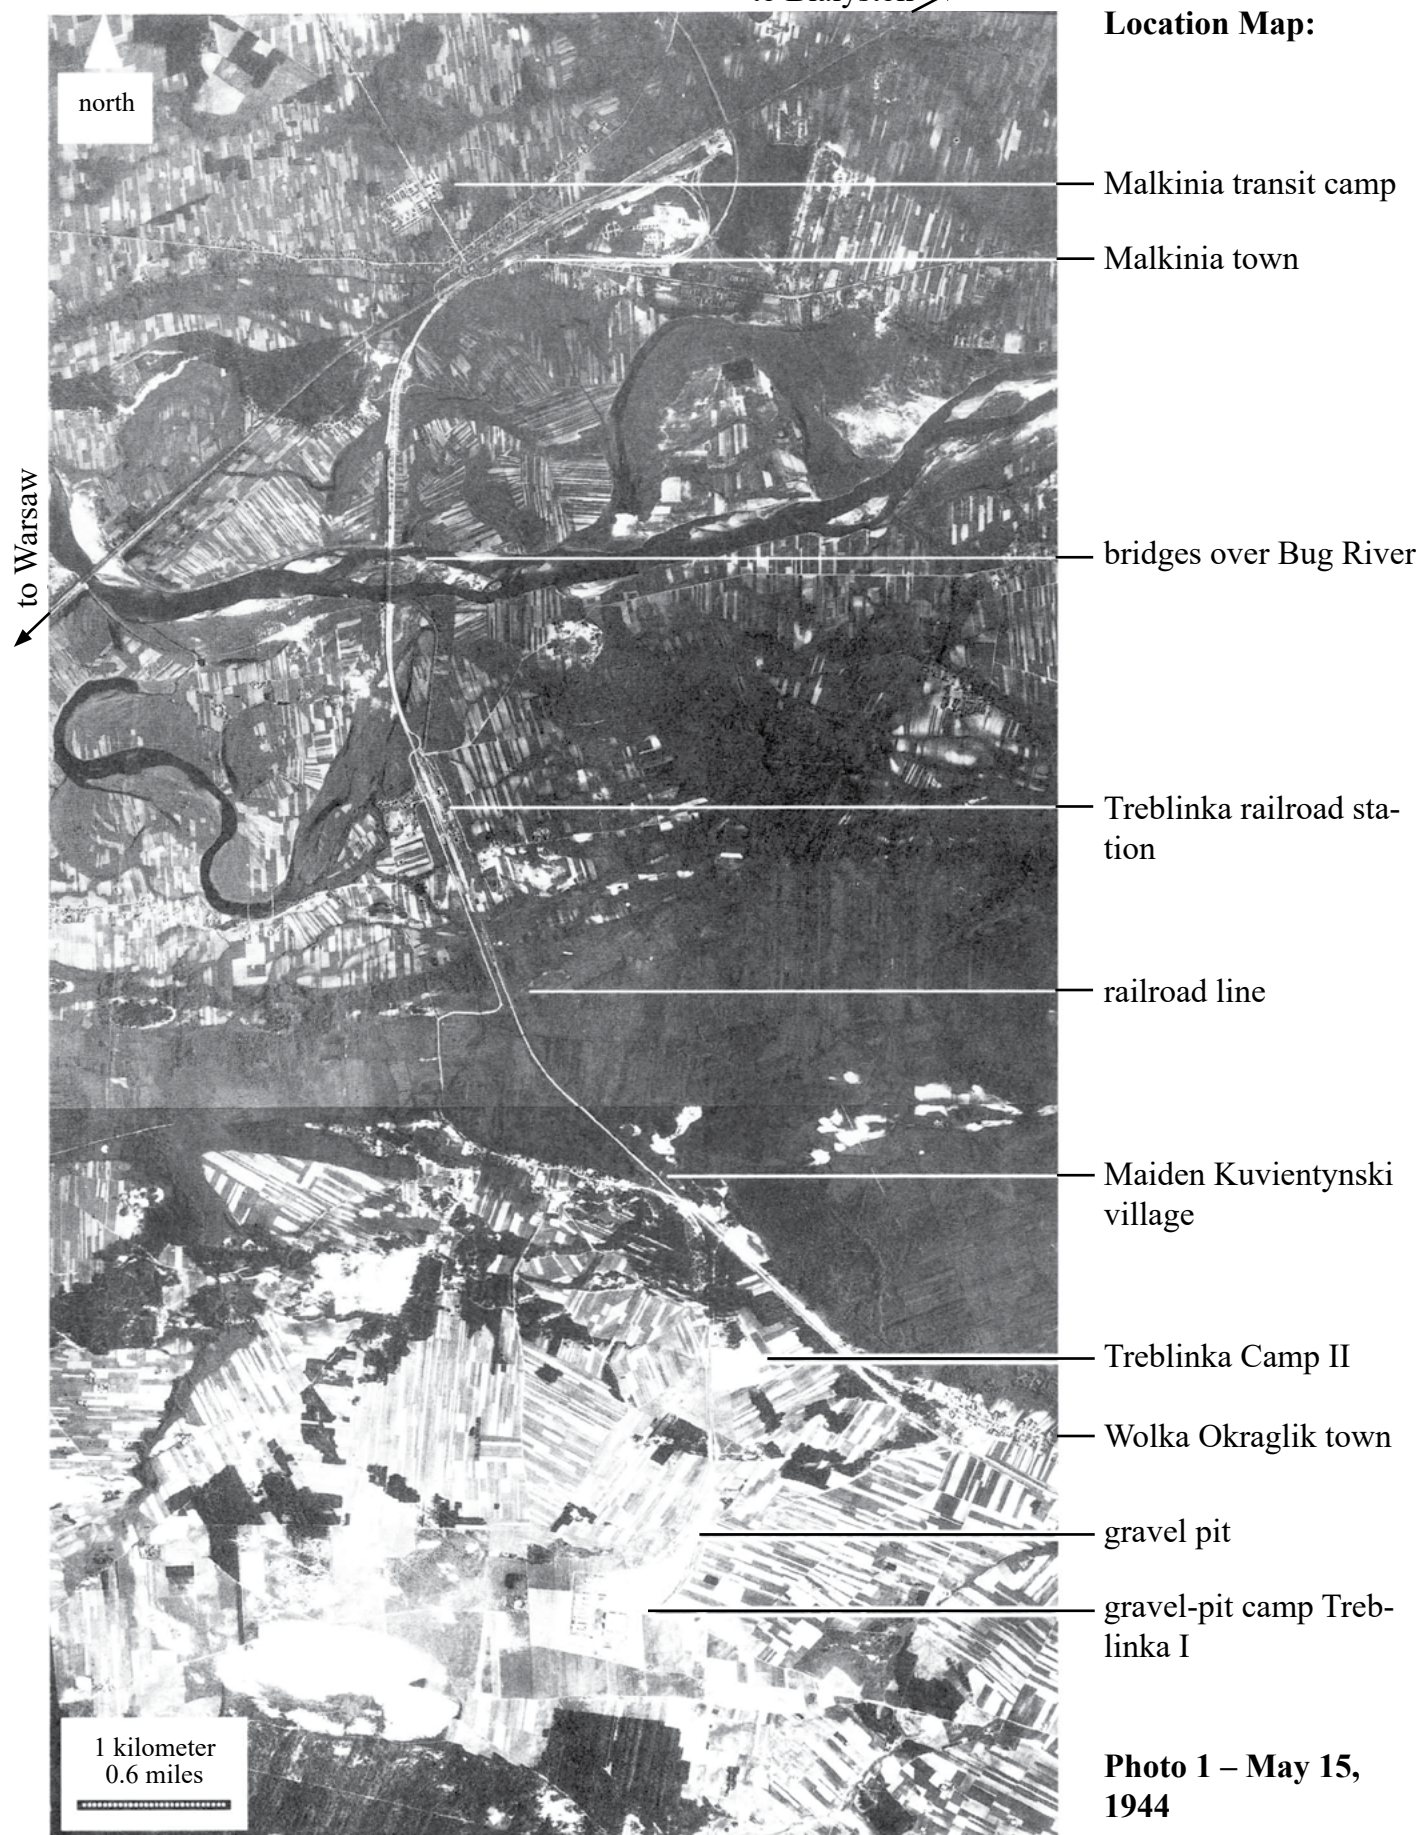 to Bialyston
Location Map:
north
Malkinia transit camp
Malkinia town
to Warsaw
bridges over Bug River
Treblinka railroad sta-
tion
railroad line
Maiden Kuvientynski
village
Treblinka Camp II
Wolka Okraglik town
gravel pit
gravel-pit camp Treb-
linka I
1 kilometer
0.6 miles
Photo 1 – May 15,
1944